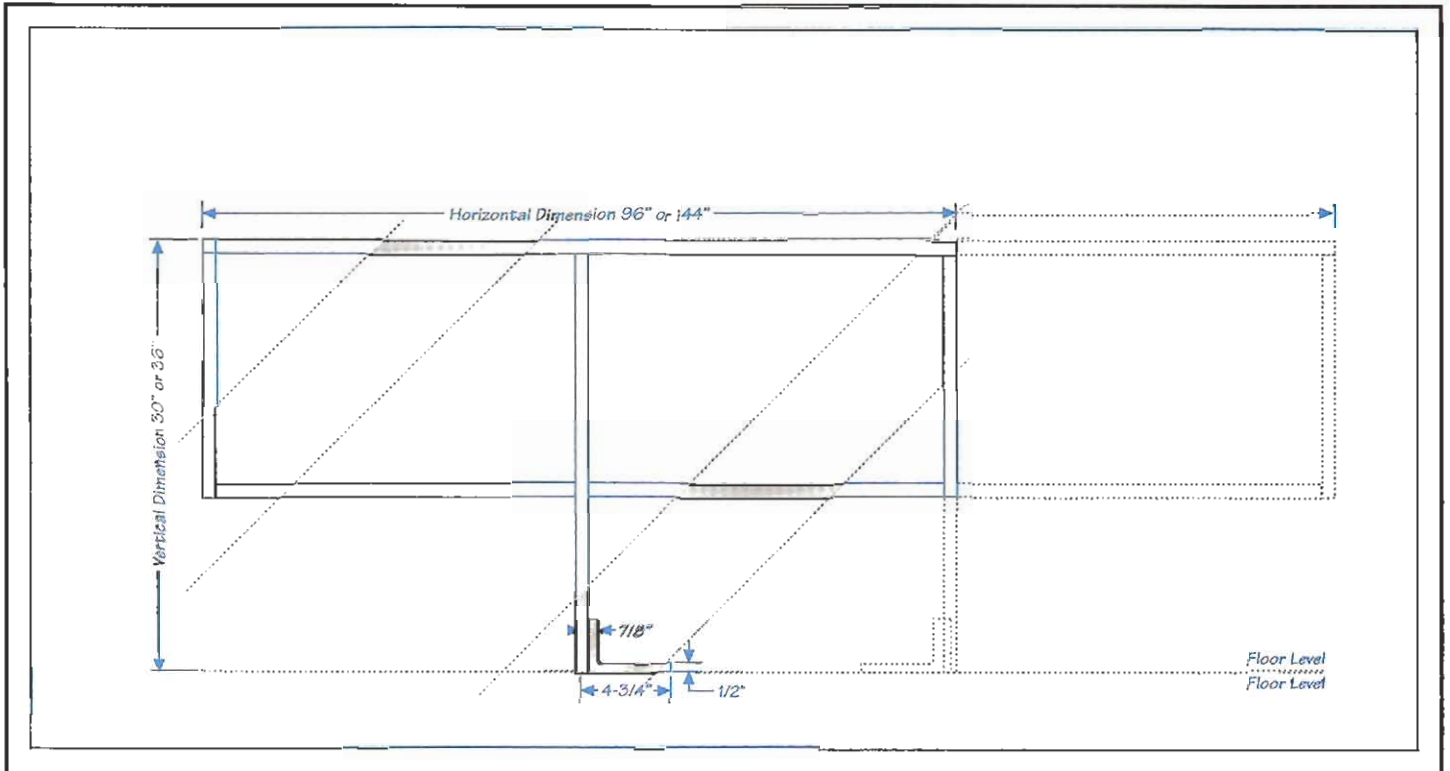 Horizontal Dimension 96" or 144"
Vertical Dimension 30" or 36"
7/8"
Floor Level
Floor Level
4-3/4"
1/2"